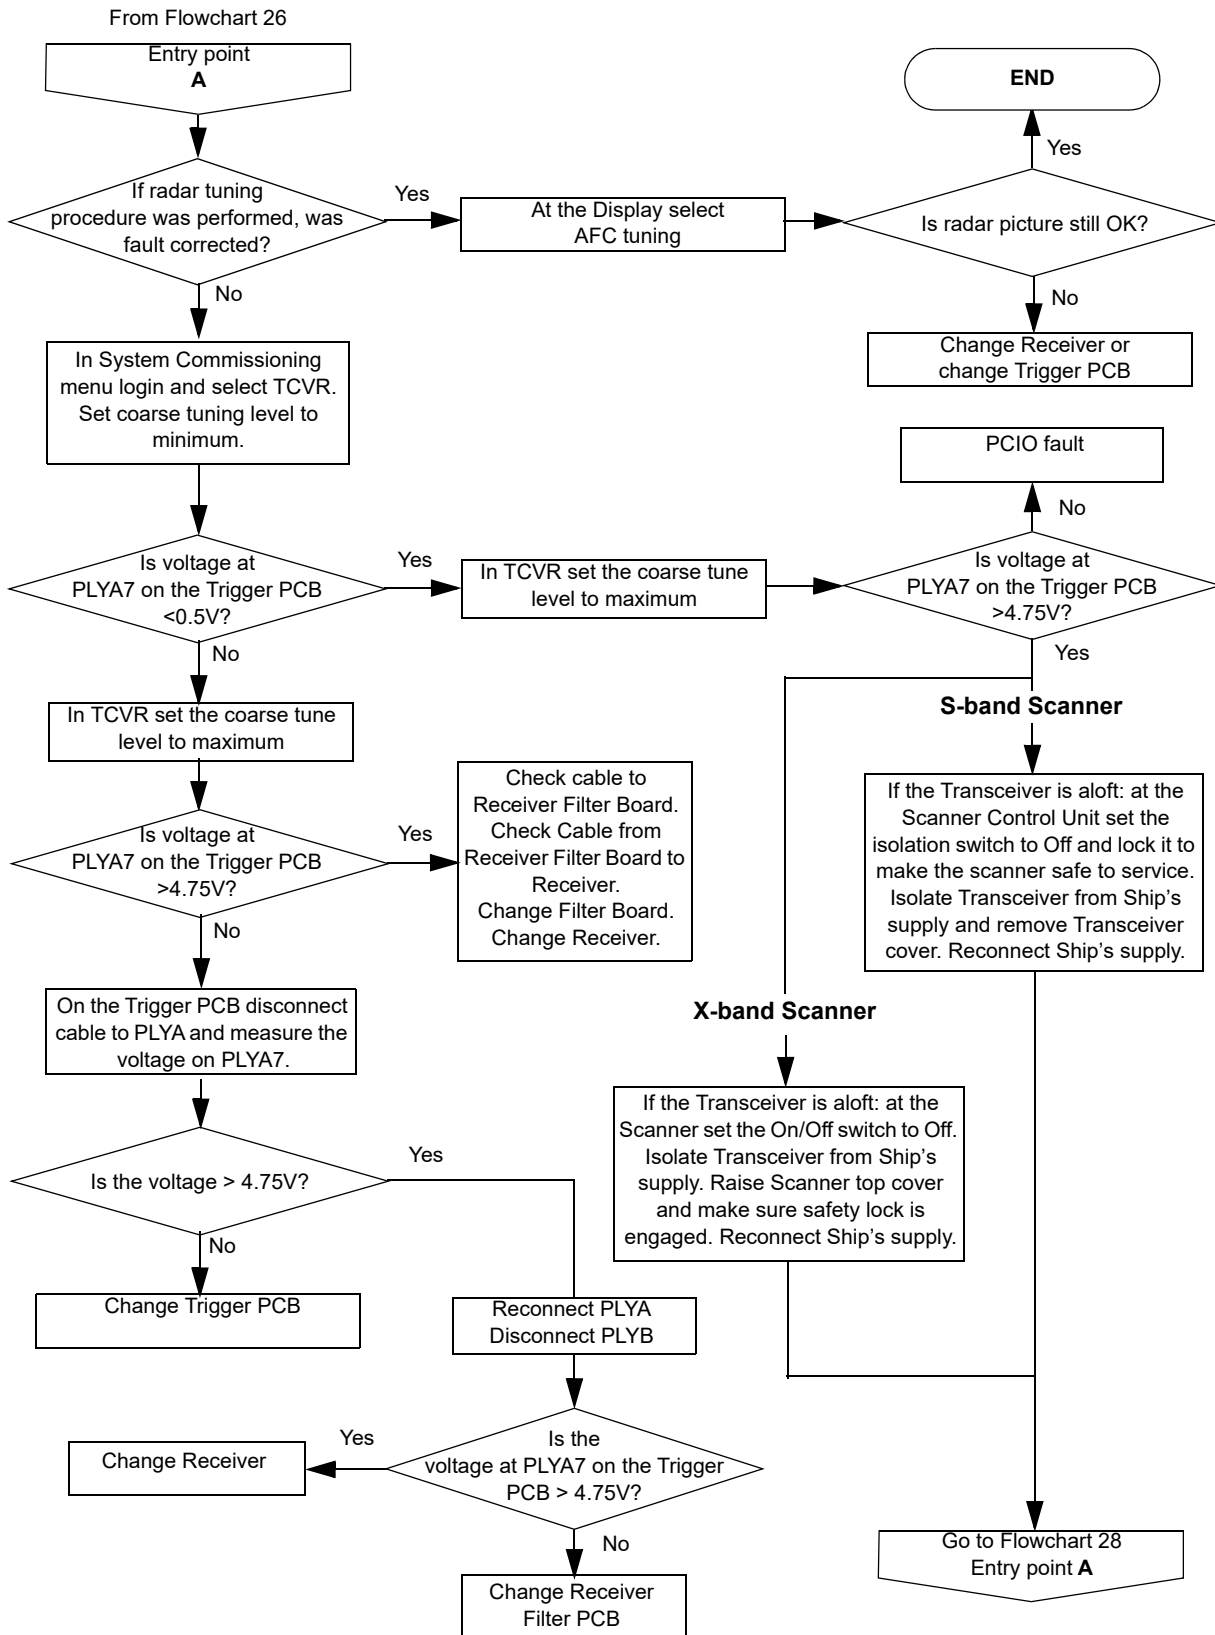 From Flowchart 26
Entry point
A
END
Yes
If radar tuning
procedure was performed, was
fault corrected?
Yes
At the Display select
AFC tuning
Is radar picture still OK?
No
No
In System Commissioning
menu login and select TCVR.
Set coarse tuning level to
minimum.
Change Receiver or
change Trigger PCB
PCIO fault
No
Is voltage at
PLYA7 on the Trigger PCB
<0.5V?
Yes
In TCVR set the coarse tune
level to maximum
Is voltage at
PLYA7 on the Trigger PCB
>4.75V?
No
Yes
In TCVR set the coarse tune
level to maximum
S-band Scanner
Is voltage at
PLYA7 on the Trigger PCB
>4.75V?
Yes
No
Check cable to
Receiver Filter Board.
Check Cable from
Receiver Filter Board to
Receiver.
Change Filter Board.
Change Receiver.
If the Transceiver is aloft: at the
Scanner Control Unit set the
isolation switch to Off and lock it to
make the scanner safe to service.
Isolate Transceiver from Ship's
supply and remove Transceiver
cover. Reconnect Ship's supply.
On the Trigger PCB disconnect
cable to PLYA and measure the
voltage on PLYA7.
X-band Scanner
If the Transceiver is aloft: at the
Scanner set the On/Off switch to Off.
Isolate Transceiver from Ship's
supply. Raise Scanner top cover
and make sure safety lock is
engaged. Reconnect Ship's supply.
Is the voltage > 4.75V?
Yes
No
Change Trigger PCB
Reconnect PLYA
Disconnect PLYB
Is the
voltage at PLYA7 on the Trigger
PCB > 4.75V?
Yes
Change Receiver
No
Change Receiver
Filter PCB
Go to Flowchart 28
Entry point A